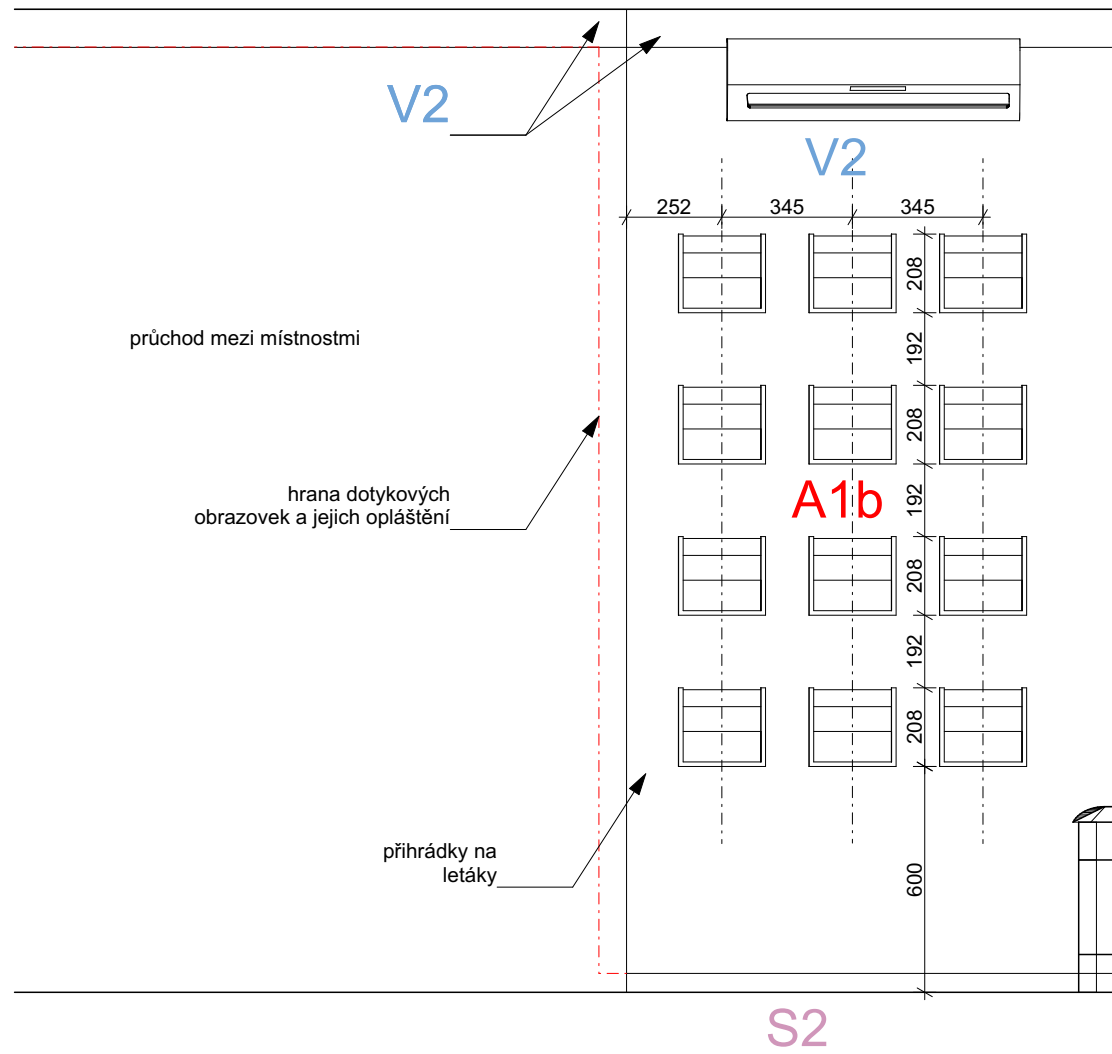 V2
V2
252
345
345
208
průchod mezi místnostmi
192
208
hrana dotykových
obrazovek a jejich opláštění
A1b
192
208
192
208
přihrádky na
letáky
600
S2